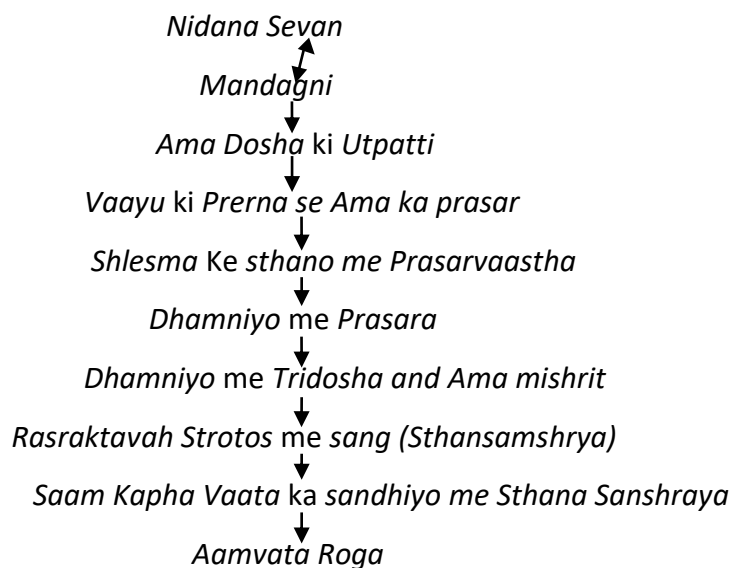 Nidana Sevan
Mandagni
Ama Dosha ki Utpatti
Vaayu ki Prerna se Ama ka prasar
Shlesma Ke sthano me Prasarvaastha
Dhamniyo me Prasara
Dhamniyo me Tridosha and Ama mishrit
Rasraktavah Strotos me sang (Sthansamshrya)
Saam Kapha Vaata ka sandhiyo me Sthana Sanshraya
Aamvata Roga